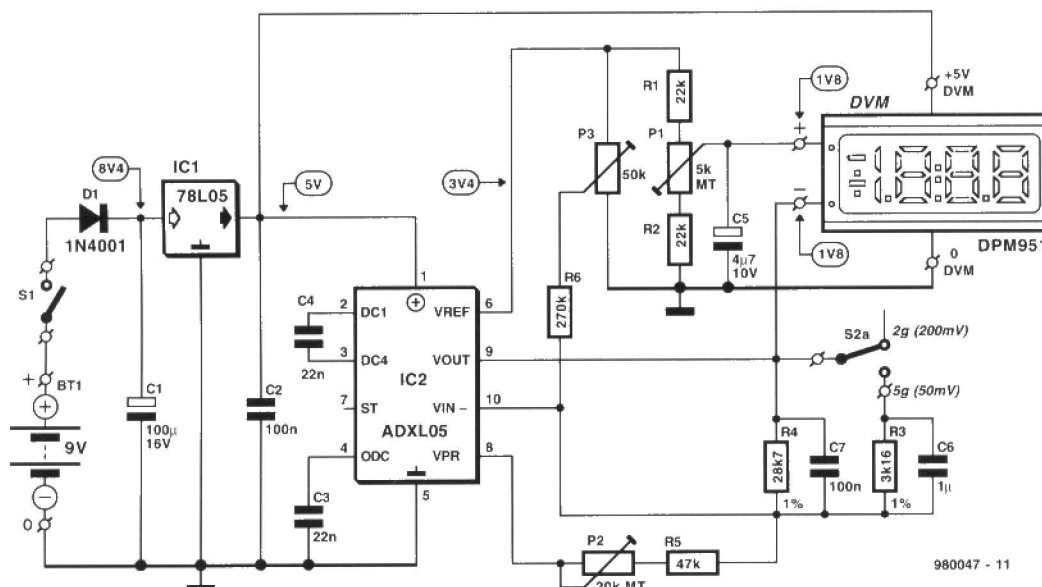 R1
22k
1V8
DVM
+5V
DVM
+
P3
50k
P1
5k
MT
IC1
78L05
8V4
D1
1N4001
5V
3V4
–
1V8
DPM951
0
DVM
R2
22k
C5
4µ7
10V
S1
1
C4
22n
2
DC1
VREF
6
R6
270k
3
DC4
VOUT
9
S2a
2g (200mV)
5g (50mV)
+
BT1
9V
–
0
C1
100µ
16V
C2
100n
IC2
ADXL05
7
ST
VIN –
10
4
ODC
VPR
8
5
C3
22n
R4
28k7
1%
C7
100n
R3
3k16
1%
C6
1µ
P2
20k MT
R5
47k
980047 - 11